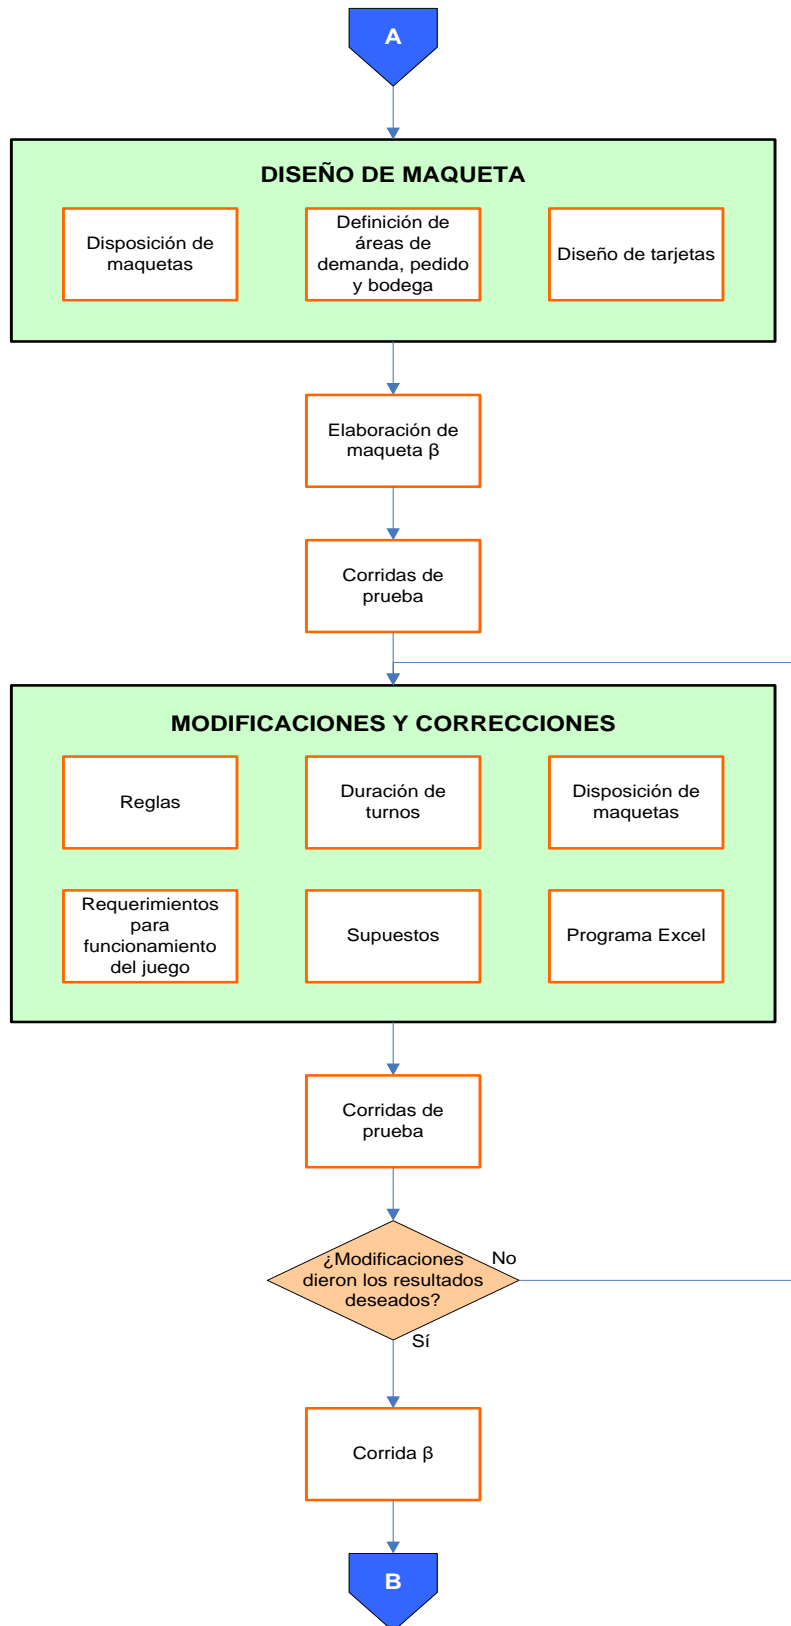 A
DISEÑO DE MAQUETA
Disposición de
maquetas
Definición de
áreas de
demanda, pedido
y bodega
Diseño de tarjetas
Elaboración de
maqueta β
Corridas de
prueba
MODIFICACIONES Y CORRECCIONES
Reglas
Duración de
turnos
Disposición de
maquetas
Requerimientos
para
funcionamiento
del juego
Supuestos
Programa Excel
Corridas de
prueba
¿Modificaciones
dieron los resultados
deseados?
No
Sí
Corrida β
B